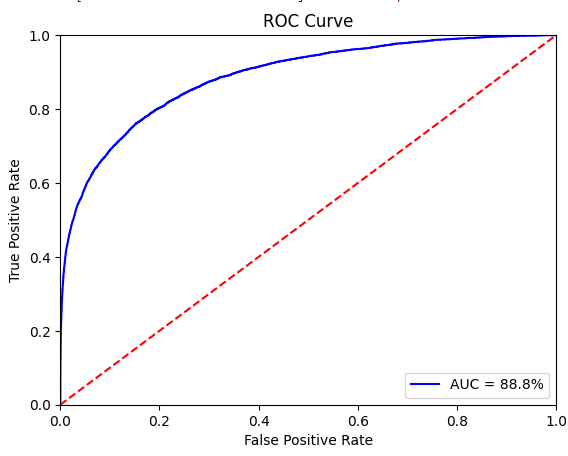 ROC Curve
1.0
0.8
0.6
0.4
0.2
0.0
True Positive Rate
AUC = 88.8%
0.0 0.2 0.4 0.6 0.8 1.0
False Positive Rate